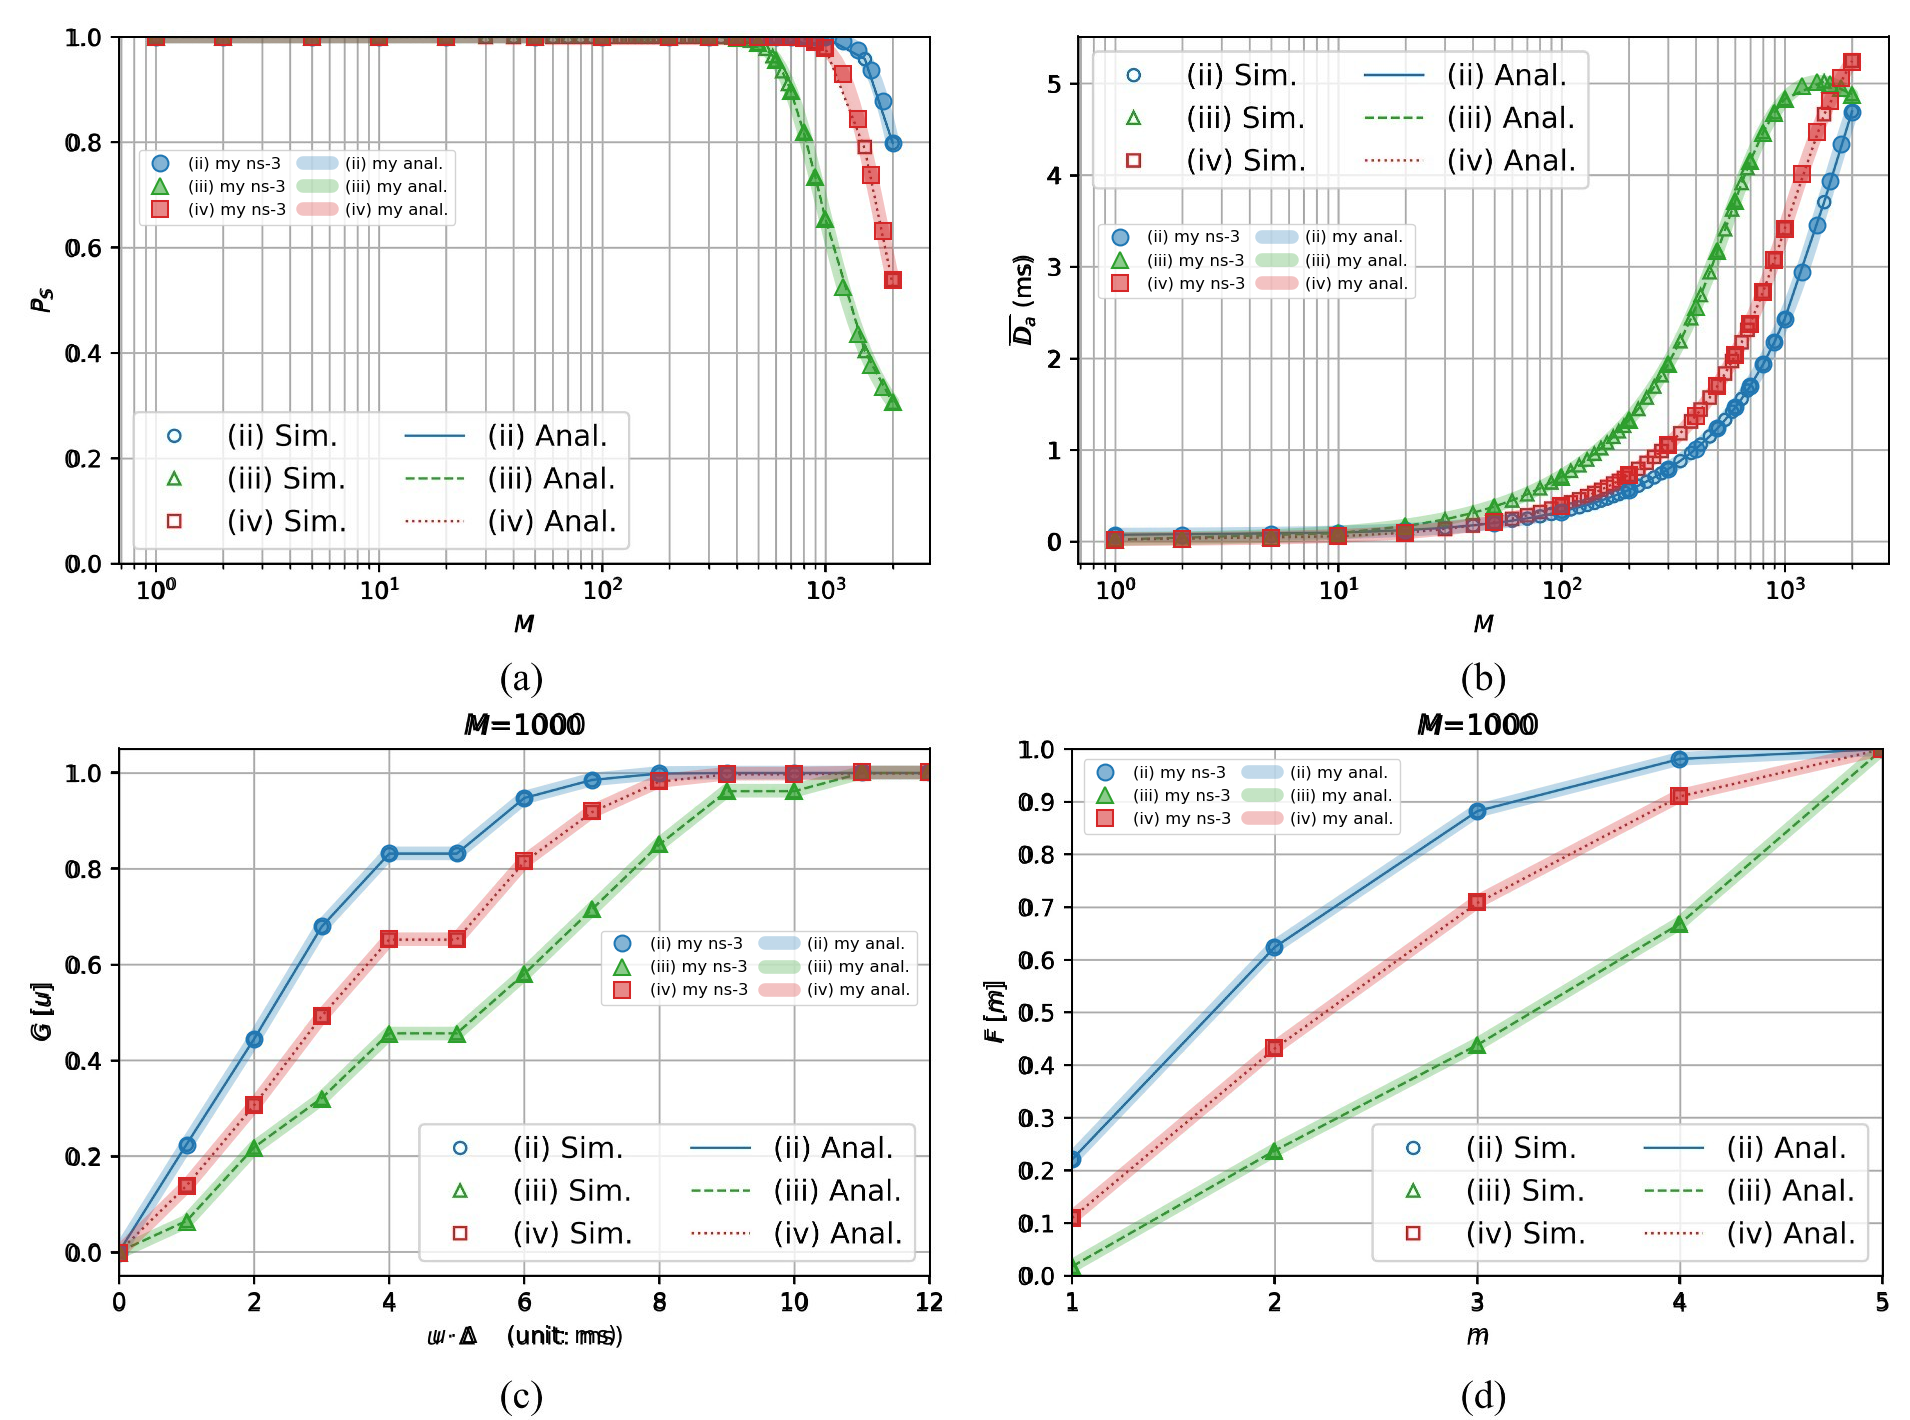 1.0
0.8
0.6
0.4
0.2
0.0
P_S
(ii) my ns-3 (ii) my anal.
(iii) my ns-3 (iii) my anal.
(iv) my ns-3 (iv) my anal.
(ii) Sim. (ii) Anal.
(iii) Sim. (iii) Anal.
(iv) Sim. (iv) Anal.
10^0 10^1 10^2 10^3
M
(a)
5
4
3
2
1
0
D̅_a (ms)
(ii) Sim. (ii) Anal.
(iii) Sim. (iii) Anal.
(iv) Sim. (iv) Anal.
(ii) my ns-3 (ii) my anal.
(iii) my ns-3 (iii) my anal.
(iv) my ns-3 (iv) my anal.
10^0 10^1 10^2 10^3
M
(b)
M=1000
1.0
0.8
0.6
0.4
0.2
0.0
G [u]
(ii) my ns-3 (ii) my anal.
(iii) my ns-3 (iii) my anal.
(iv) my ns-3 (iv) my anal.
(ii) Sim. (ii) Anal.
(iii) Sim. (iii) Anal.
(iv) Sim. (iv) Anal.
0 2 4 6 8 10 12
u · Δ (unit: ms)
(c)
M=1000
1.0
0.9
0.8
0.7
0.6
0.5
0.4
0.3
0.2
0.1
0.0
F [m]
(ii) my ns-3 (ii) my anal.
(iii) my ns-3 (iii) my anal.
(iv) my ns-3 (iv) my anal.
(ii) Sim. (ii) Anal.
(iii) Sim. (iii) Anal.
(iv) Sim. (iv) Anal.
1 2 3 4 5
m
(d)